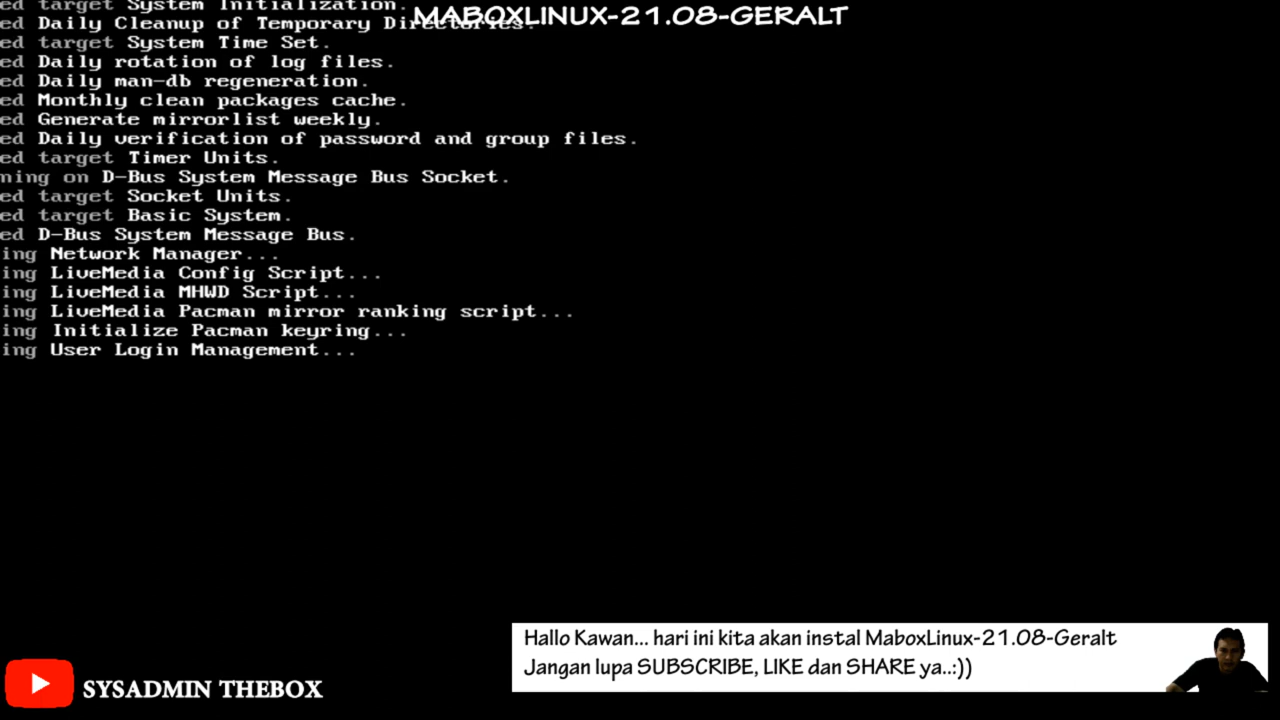 ed target System Initialization.
MABOXLINUX-21.08-GERALT
ed Daily Cleanup of Temporary Directories.
ed target System Time Set.
ed Daily rotation of log files.
ed Daily man-db regeneration.
ed Monthly clean packages cache.
ed Generate mirrorlist weekly.
ed Daily verification of password and group files.
ed target Timer Units.
ning on D-Bus System Message Bus Socket.
ed target Socket Units.
ed target Basic System.
ed D-Bus System Message Bus.
ing Network Manager...
ing LiveMedia Config Script...
ing LiveMedia MHWD Script...
ing LiveMedia Pacman mirror ranking script...
ing Initialize Pacman keyring...
ing User Login Management...
Hallo Kawan... hari ini kita akan instal MaboxLinux-21.08-Geralt
Jangan lupa SUBSCRIBE, LIKE dan SHARE ya..:))
SYSADMIN THEBOX